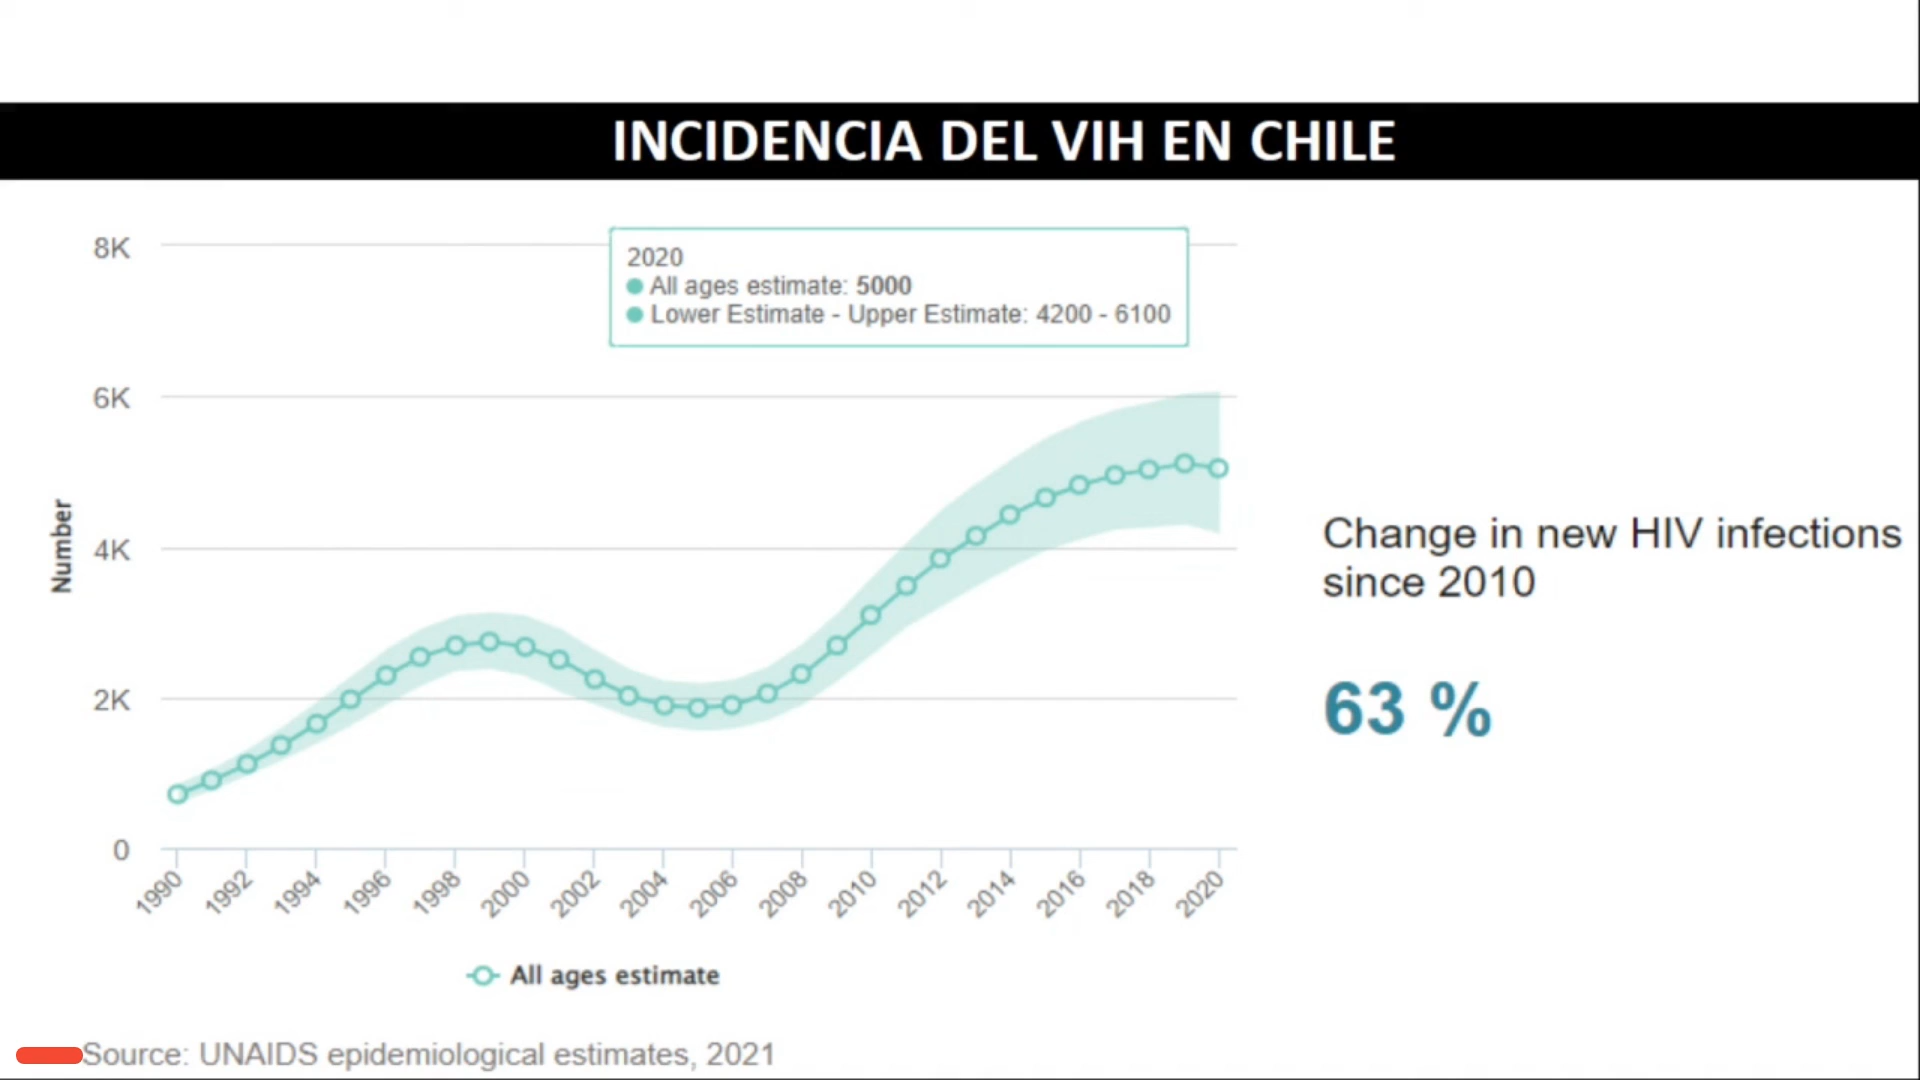 INCIDENCIA DEL VIH EN CHILE
8K
2020
All ages estimate: 5000
Lower Estimate - Upper Estimate: 4200 - 6100
6K
4K
2K
0
Number
1990
1992
1994
1996
1998
2000
2002
2004
2006
2008
2010
2012
2014
2016
2018
2020
All ages estimate
Change in new HIV infections
since 2010
63 %
Source: UNAIDS epidemiological estimates, 2021